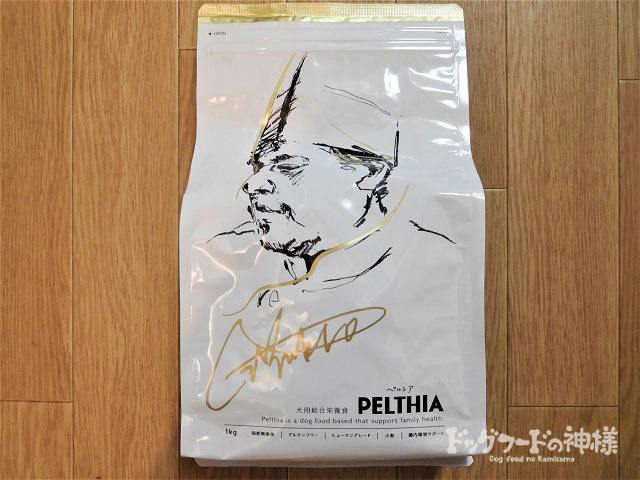 ◀ OPEN
ペルシア
犬用総合栄養食 PELTHIA
Pelthia is a dog food based that support family health.
1kg 国産無添加 グルテンフリー ヒューマングレード 小粒 腸内環境サポート
ドッグフードの神様
Dog food no Kamisama